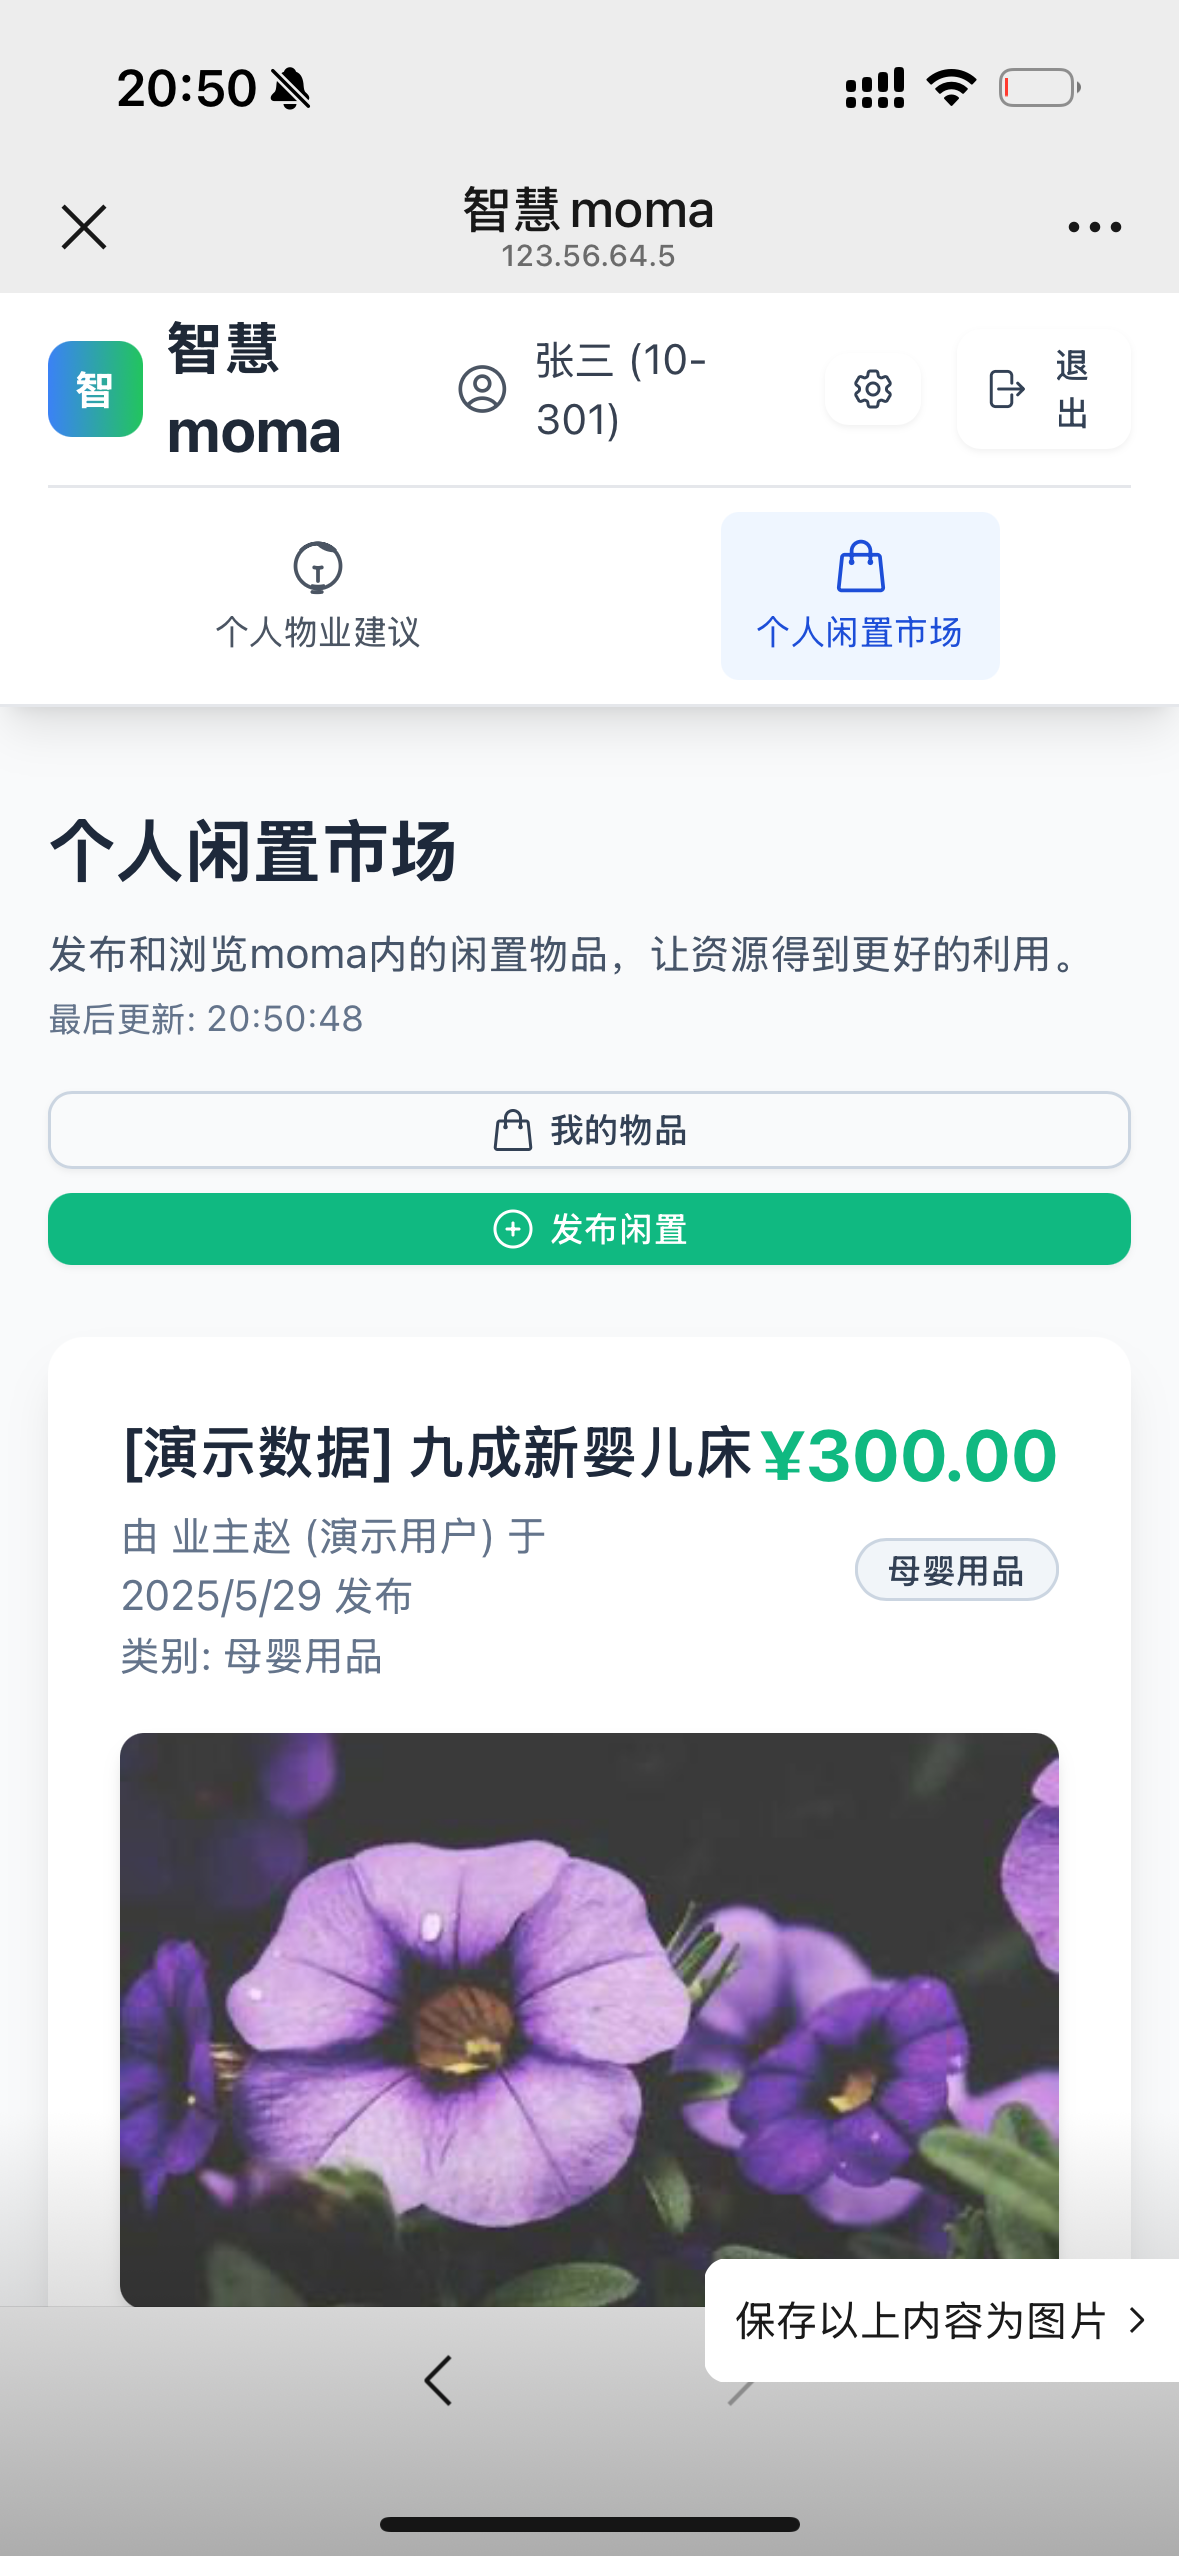 20:50
智慧 moma
123.56.64.5
智
智慧
moma
张三 (10-
301)
退
出
个人物业建议
个人闲置市场
个人闲置市场
发布和浏览moma内的闲置物品，让资源得到更好的利用。
最后更新: 20:50:48
我的物品
发布闲置
[演示数据] 九成新婴儿床
¥300.00
由 业主赵 (演示用户) 于
2025/5/29 发布
类别: 母婴用品
母婴用品
保存以上内容为图片